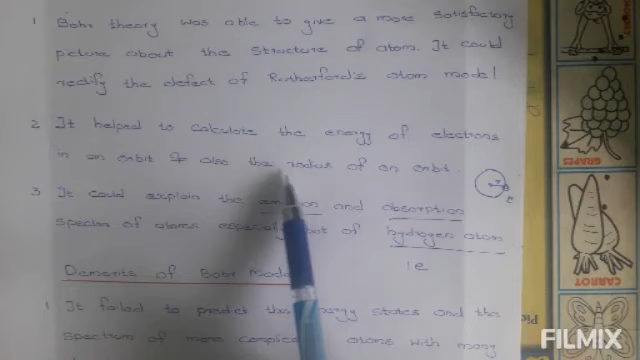 1 Bohr theory was able to give a more satisfactory
picture about the structure of atom. It could
rectify the defect of Rutherford's atom model
2 It helped to calculate the energy of electrons
in an orbit & also the radius of an orbit.
3 It could explain the and absorption
spectra of atoms especially that of hydrogen atom
1e
Demerits of Bohr
1 It failed to predict the energy states and the
spectrum of more atoms with many
GRAPES
CARROT
FILMIX